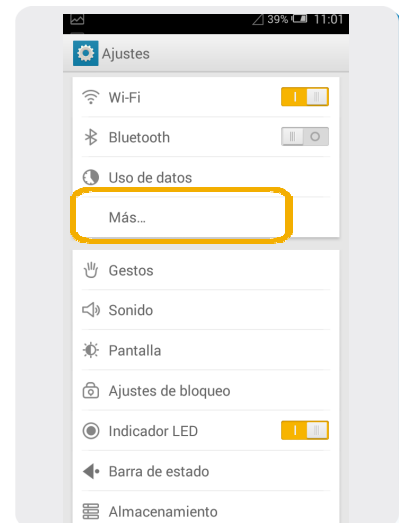 39% 11:01
Ajustes
Wi-Fi
Bluetooth
Uso de datos
Más...
Gestos
Sonido
Pantalla
Ajustes de bloqueo
Indicador LED
Barra de estado
Almacenamiento